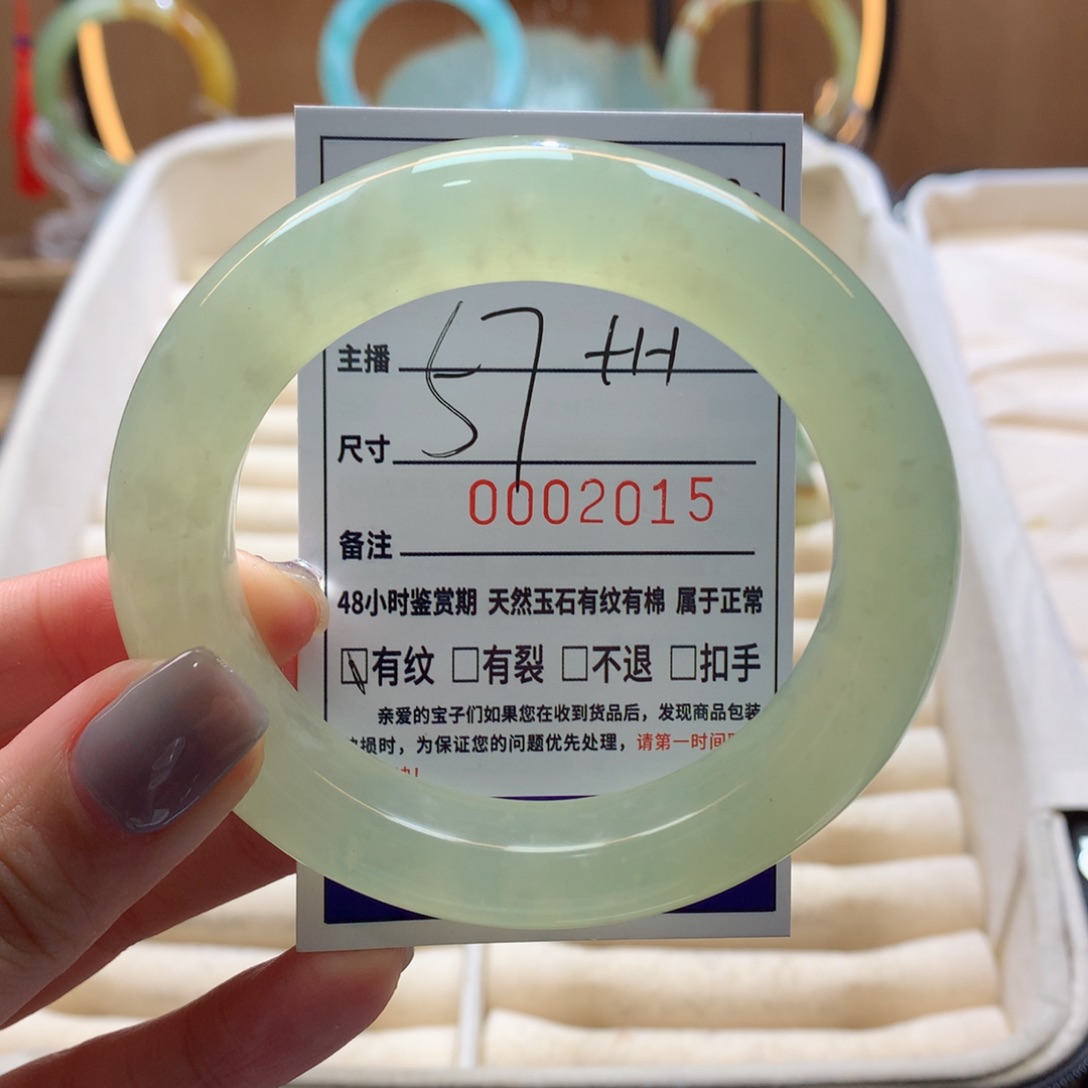 主播 57
尺寸
0002015
备注
48小时鉴赏期 天然玉石有纹有棉 属于正常
☑有纹 □有裂 □不退 □扣手
亲爱的宝子们如果您在收到货品后，发现商品包装
损时，为保证您的问题优先处理，请第一时间